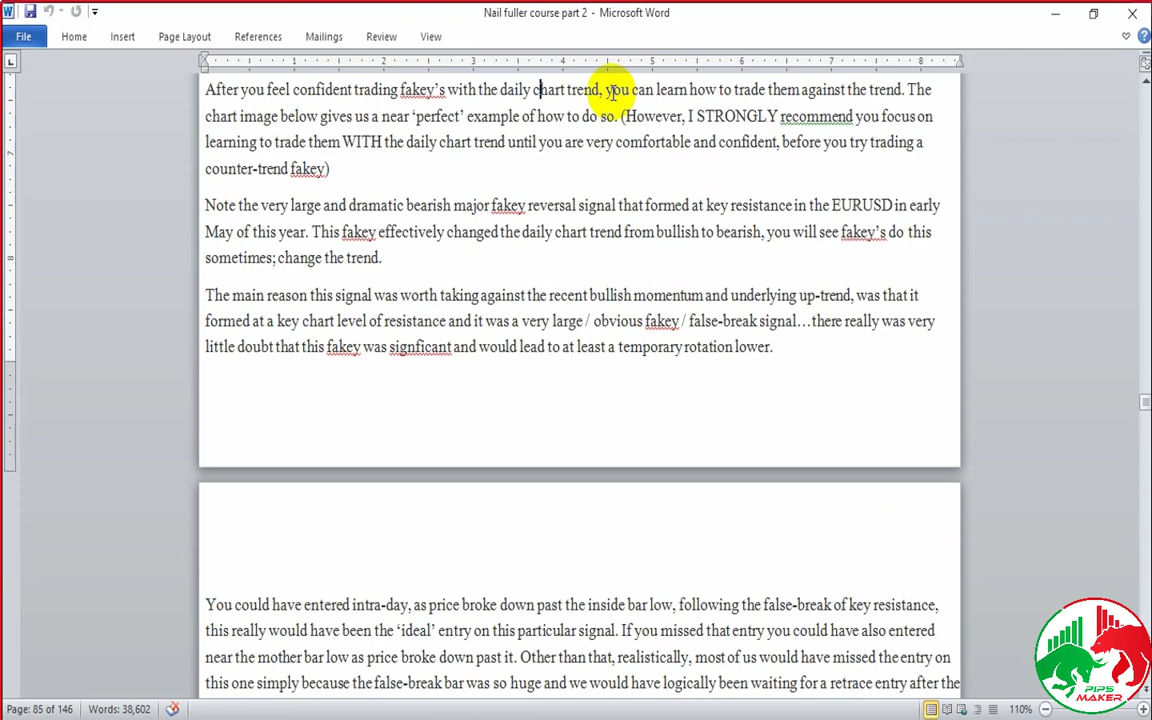 Nail fuller course part 2 - Microsoft Word
File Home Insert Page Layout References Mailings Review View
1 2 3 4 5 6 7 8
After you feel confident trading fakey's with the daily chart trend, you can learn how to trade them against the trend. The
chart image below gives us a near ‘perfect’ example of how to do so. (However, I STRONGLY recommend you focus on
learning to trade them WITH the daily chart trend until you are very comfortable and confident, before you try trading a
counter-trend fakey)
Note the very large and dramatic bearish major fakey reversal signal that formed at key resistance in the EURUSD in early
May of this year. This fakey effectively changed the daily chart trend from bullish to bearish, you will see fakey’s do this
sometimes; change the trend.
The main reason this signal was worth taking against the recent bullish momentum and underlying up-trend, was that it
formed at a key chart level of resistance and it was a very large / obvious fakey / false-break signal…there really was very
little doubt that this fakey was signficant and would lead to at least a temporary rotation lower.
You could have entered intra-day, as price broke down past the inside bar low, following the false-break of key resistance,
this really would have been the ‘ideal’ entry on this particular signal. If you missed that entry you could have also entered
near the mother bar low as price broke down past it. Other than that, realistically, most of us would have missed the entry on
this one simply because the false-break bar was so huge and we would have logically been waiting for a retrace entry after the
PIPS
MAKER
Page: 85 of 146 Words: 38,602 110%